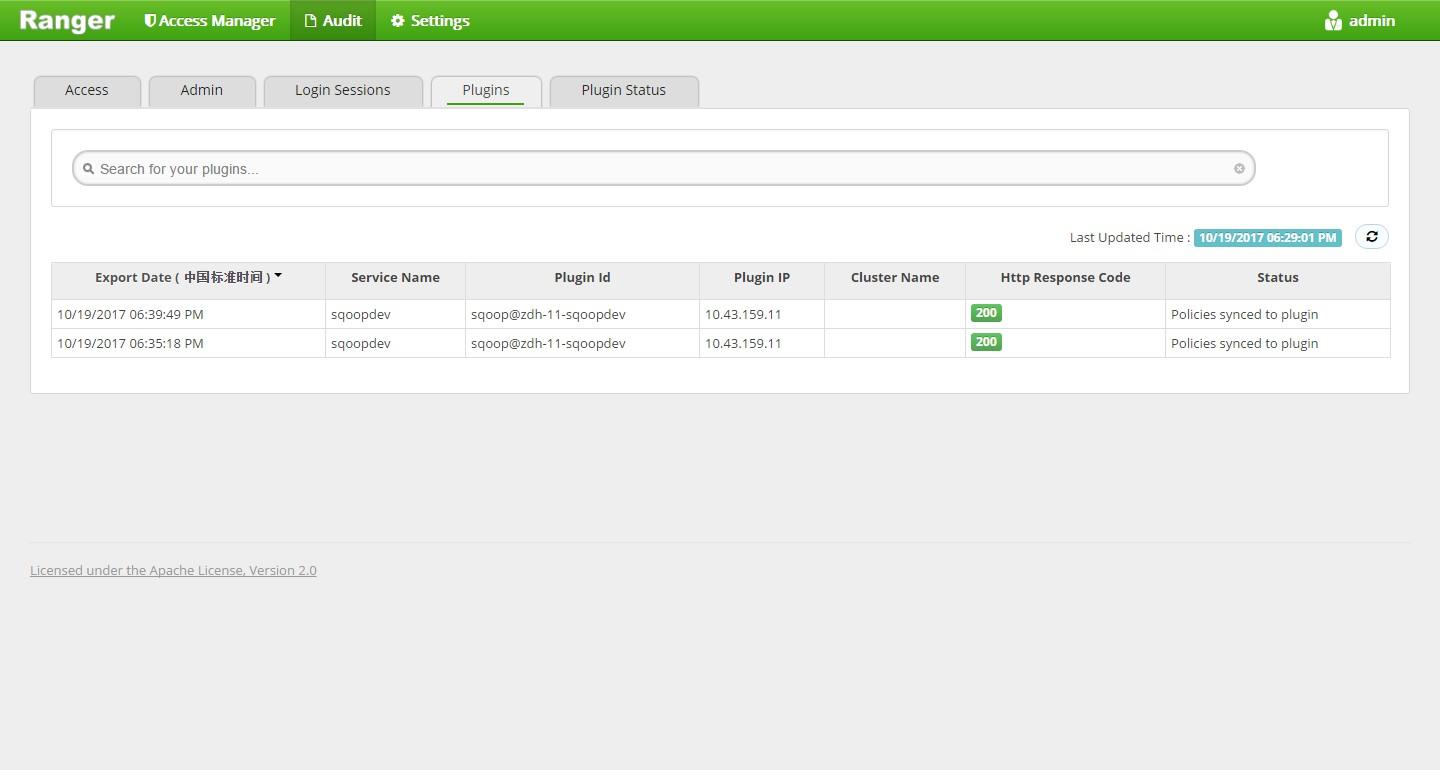 Ranger Access Manager Audit Settings admin
Access Admin Login Sessions Plugins Plugin Status
Search for your plugins...
Last Updated Time : 10/19/2017 06:29:01 PM
Export Date ( 中国标准时间 ) Service Name Plugin Id Plugin IP Cluster Name Http Response Code Status
10/19/2017 06:39:49 PM sqoopdev sqoop@zdh-11-sqoopdev 10.43.159.11 200 Policies synced to plugin
10/19/2017 06:35:18 PM sqoopdev sqoop@zdh-11-sqoopdev 10.43.159.11 200 Policies synced to plugin
Licensed under the Apache License, Version 2.0